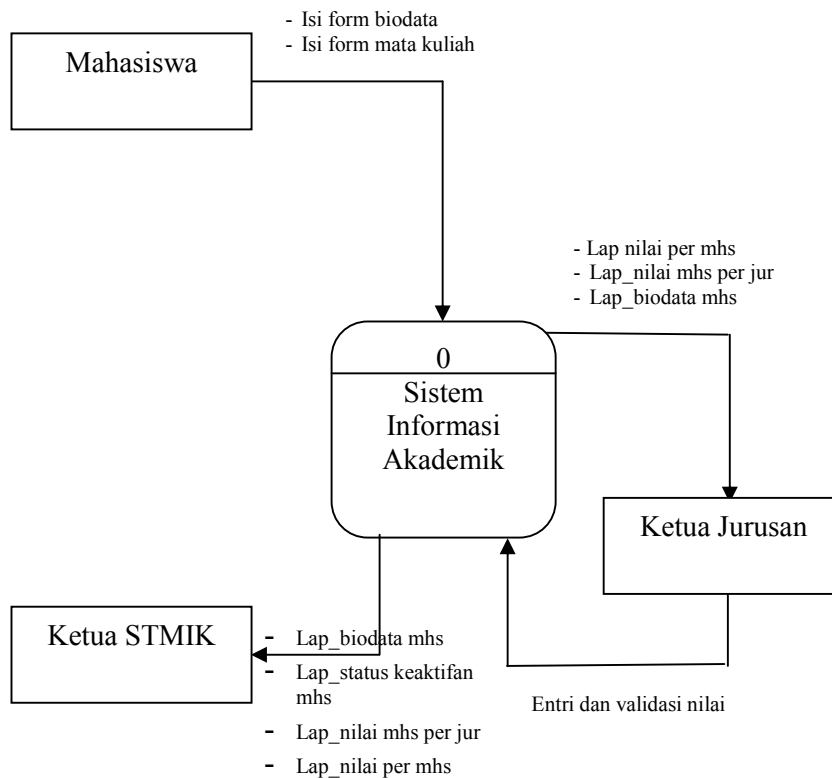 - Isi form biodata
- Isi form mata kuliah
Mahasiswa
- Lap nilai per mhs
- Lap_nilai mhs per jur
- Lap_biodata mhs
0
Sistem
Informasi
Akademik
Ketua Jurusan
Ketua STMIK
- Lap_biodata mhs
- Lap_status keaktifan
mhs
- Lap_nilai mhs per jur
- Lap_nilai per mhs
Entri dan validasi nilai